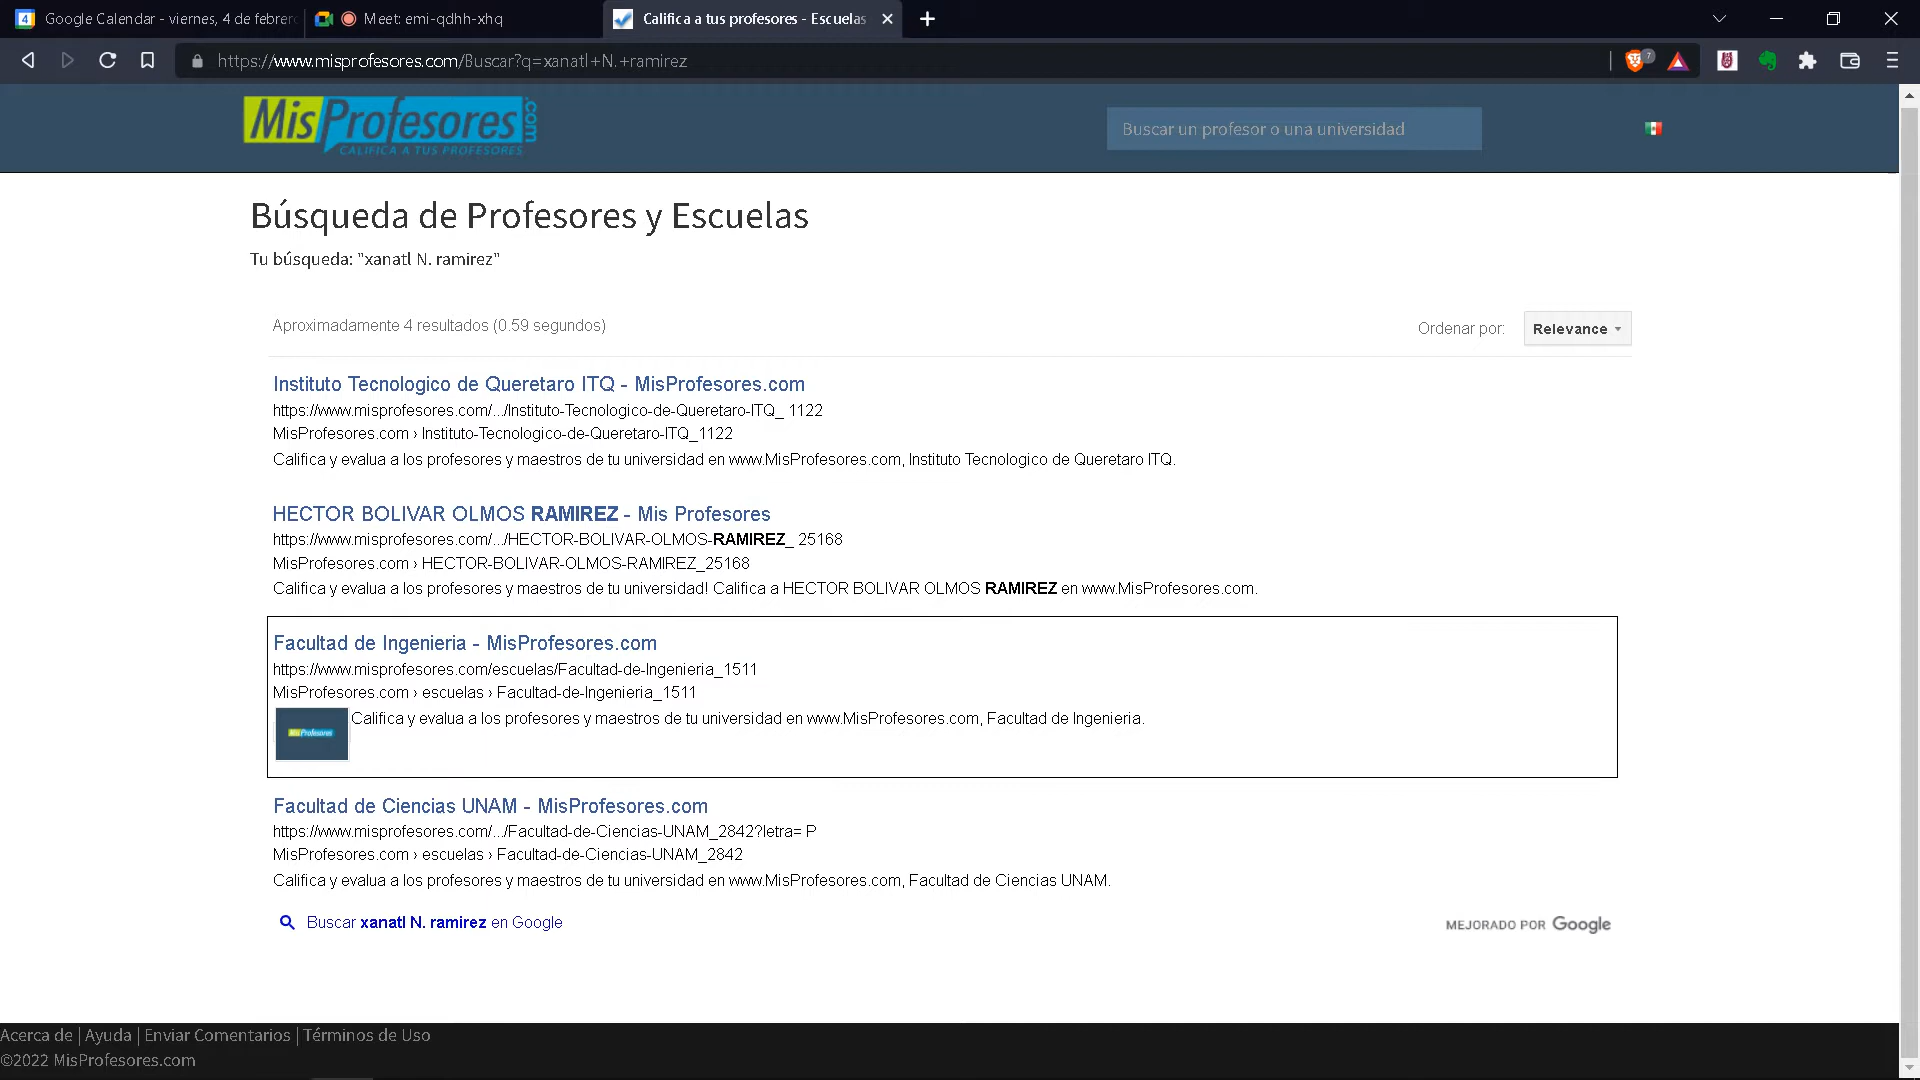 Google Calendar - viernes, 4 de febrero
Meet: emi-qdhh-xhq
Califica a tus profesores - Escuelas
https://www.misprofesores.com/Buscar?q=xanatl+N.+ramirez
7
MisProfesores.com
CALIFICA A TUS PROFESORES
Buscar un profesor o una universidad
Búsqueda de Profesores y Escuelas
Tu búsqueda: "xanatl N. ramirez"
Aproximadamente 4 resultados (0.59 segundos)
Ordenar por:
Relevance
Instituto Tecnologico de Queretaro ITQ - MisProfesores.com
https://www.misprofesores.com/.../Instituto-Tecnologico-de-Queretaro-ITQ_ 1122
MisProfesores.com › Instituto-Tecnologico-de-Queretaro-ITQ_1122
Califica y evalua a los profesores y maestros de tu universidad en www.MisProfesores.com, Instituto Tecnologico de Queretaro ITQ.
HECTOR BOLIVAR OLMOS RAMIREZ - Mis Profesores
https://www.misprofesores.com/.../HECTOR-BOLIVAR-OLMOS-RAMIREZ_ 25168
MisProfesores.com › HECTOR-BOLIVAR-OLMOS-RAMIREZ_25168
Califica y evalua a los profesores y maestros de tu universidad! Califica a HECTOR BOLIVAR OLMOS RAMIREZ en www.MisProfesores.com.
Facultad de Ingenieria - MisProfesores.com
https://www.misprofesores.com/escuelas/Facultad-de-Ingenieria_1511
MisProfesores.com › escuelas › Facultad-de-Ingenieria_1511
MisProfesores
Califica y evalua a los profesores y maestros de tu universidad en www.MisProfesores.com, Facultad de Ingenieria.
Facultad de Ciencias UNAM - MisProfesores.com
https://www.misprofesores.com/.../Facultad-de-Ciencias-UNAM_2842?letra= P
MisProfesores.com › escuelas › Facultad-de-Ciencias-UNAM_2842
Califica y evalua a los profesores y maestros de tu universidad en www.MisProfesores.com, Facultad de Ciencias UNAM.
Buscar xanatl N. ramirez en Google
MEJORADO POR Google
Acerca de | Ayuda | Enviar Comentarios | Términos de Uso
©2022 MisProfesores.com